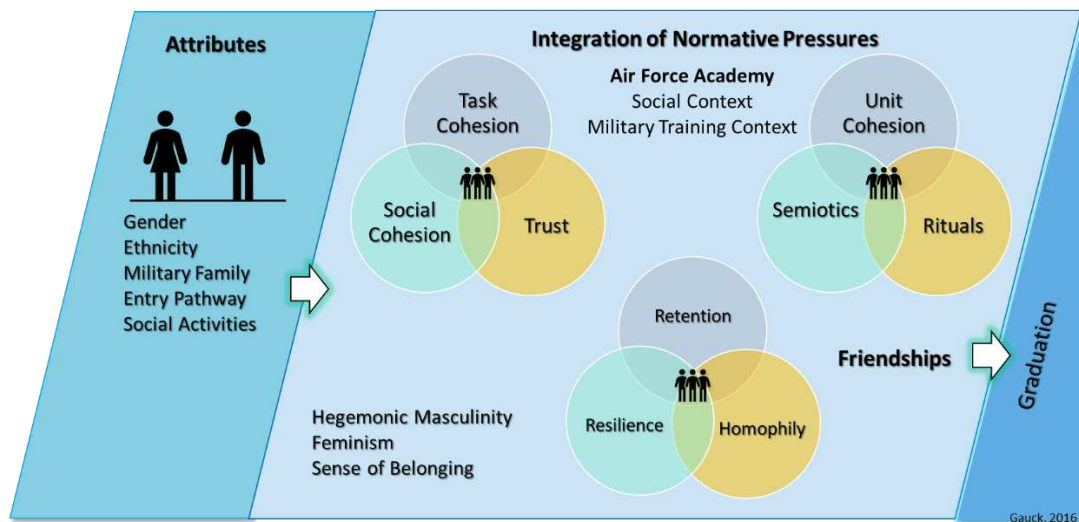 Attributes
Gender
Ethnicity
Military Family
Entry Pathway
Social Activities
Integration of Normative Pressures
Air Force Academy
Social Context
Military Training Context
Task
Cohesion
Social
Cohesion
Trust
Unit
Cohesion
Semiotics
Rituals
Retention
Resilience
Homophily
Hegemonic Masculinity
Feminism
Sense of Belonging
Friendships
Graduation
Gauck, 2016